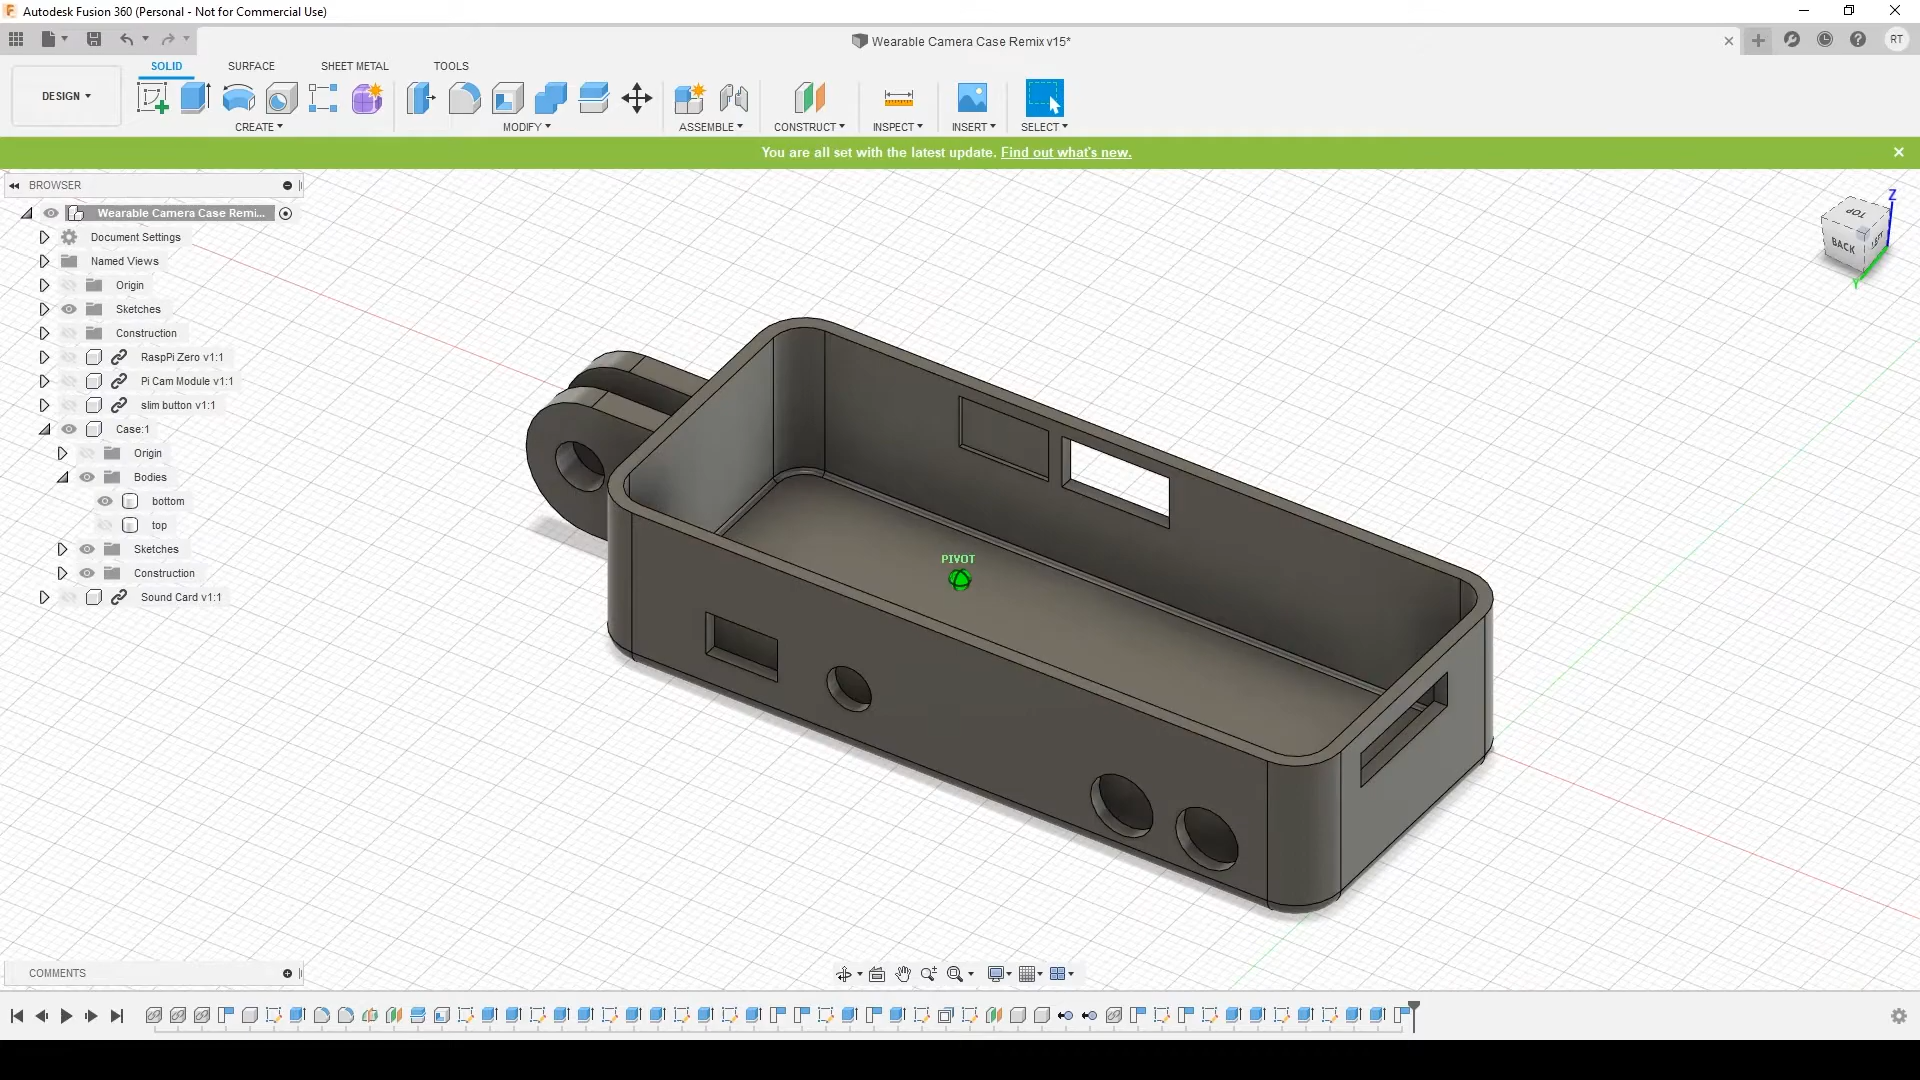 Autodesk Fusion 360 (Personal - Not for Commercial Use)
Wearable Camera Case Remix v15*
RT
SOLID
SURFACE
SHEET METAL
TOOLS
DESIGN
CREATE
MODIFY
ASSEMBLE
CONSTRUCT
INSPECT
INSERT
SELECT
You are all set with the latest update. Find out what's new.
BROWSER
Wearable Camera Case Remi...
Document Settings
Named Views
Origin
Sketches
Construction
RaspPi Zero v1:1
Pi Cam Module v1:1
slim button v1:1
Case:1
Origin
Bodies
bottom
top
Sketches
Construction
Sound Card v1:1
Z
TOP
BACK
LEFT
Y
PIVOT
COMMENTS